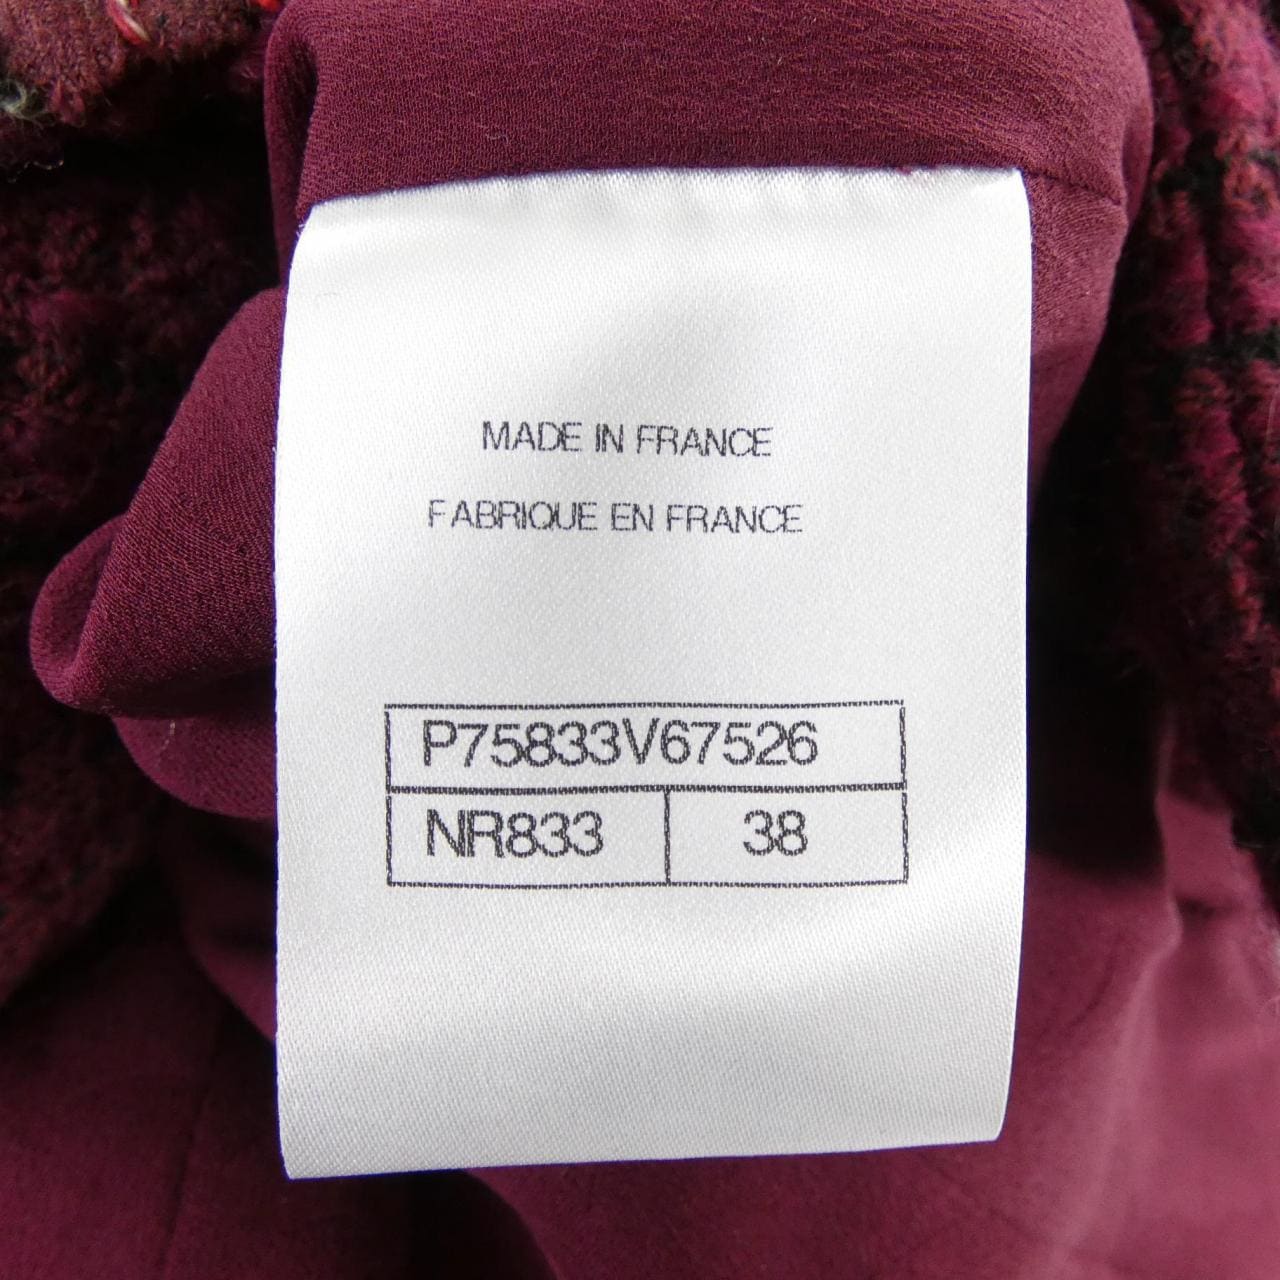 MADE IN FRANCE
FABRIQUE EN FRANCE
P75833V67526
NR833 38